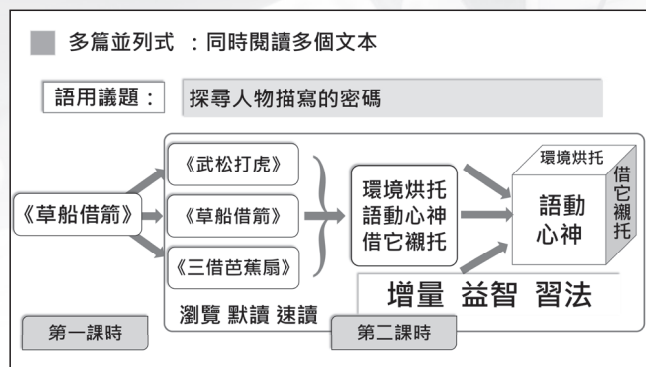 多篇並列式 ：同時閱讀多個文本
語用議題：
探尋人物描寫的密碼
《草船借箭》
《武松打虎》
《草船借箭》
《三借芭蕉扇》
瀏覽 默讀 速讀
環境烘托
語動心神
借它襯托
環境烘托
語動
心神
借它襯托
增量 益智 習法
第一課時
第二課時